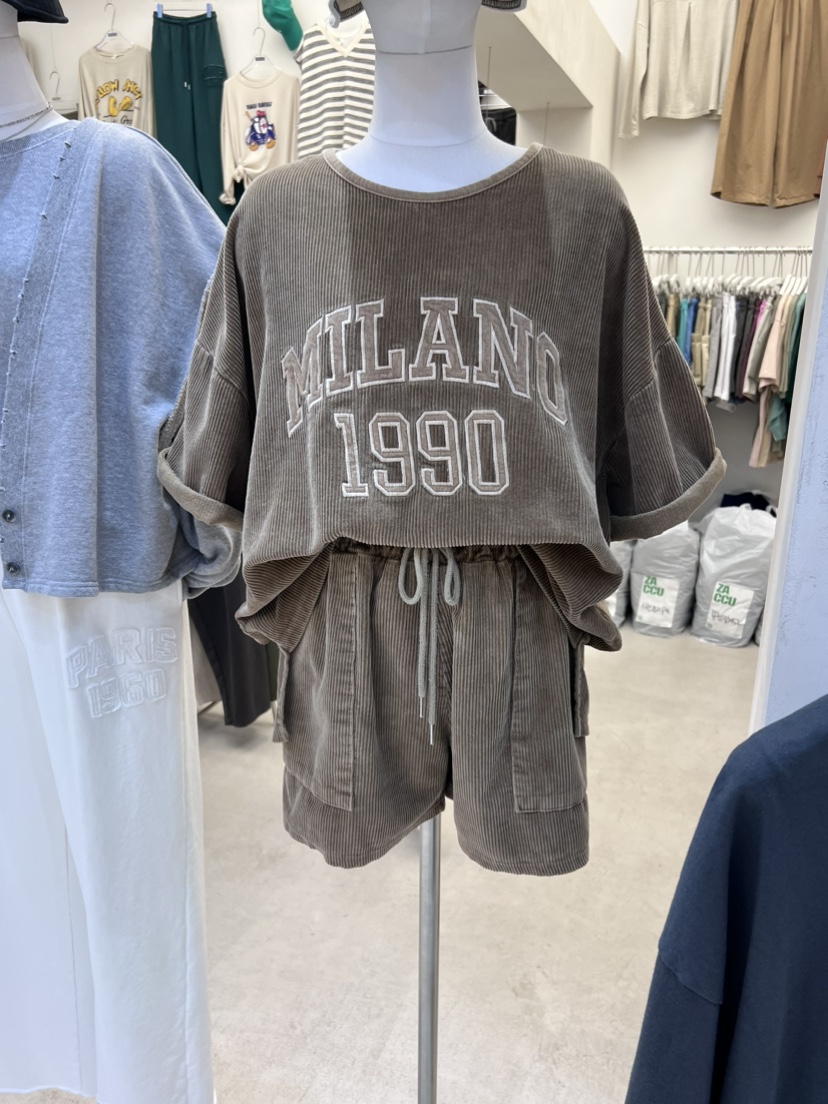 MILANO
1990
PARIS
1960
ZA
CCU
ZA
CCU